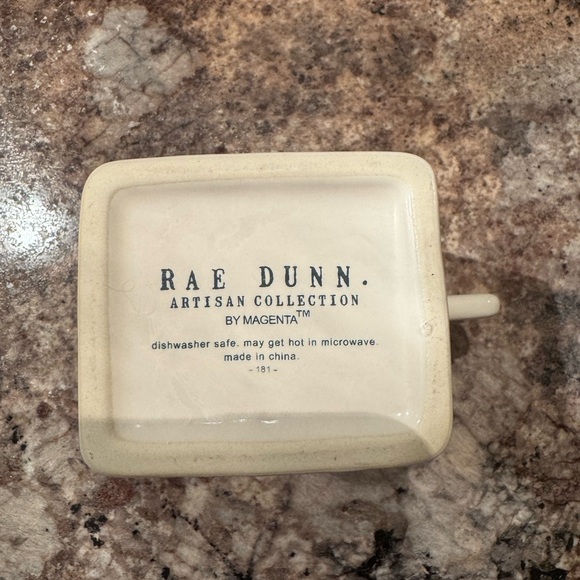 RAE DUNN.
ARTISAN COLLECTION
BY MAGENTA™
dishwasher safe. may get hot in microwave.
made in china.
- 181 -